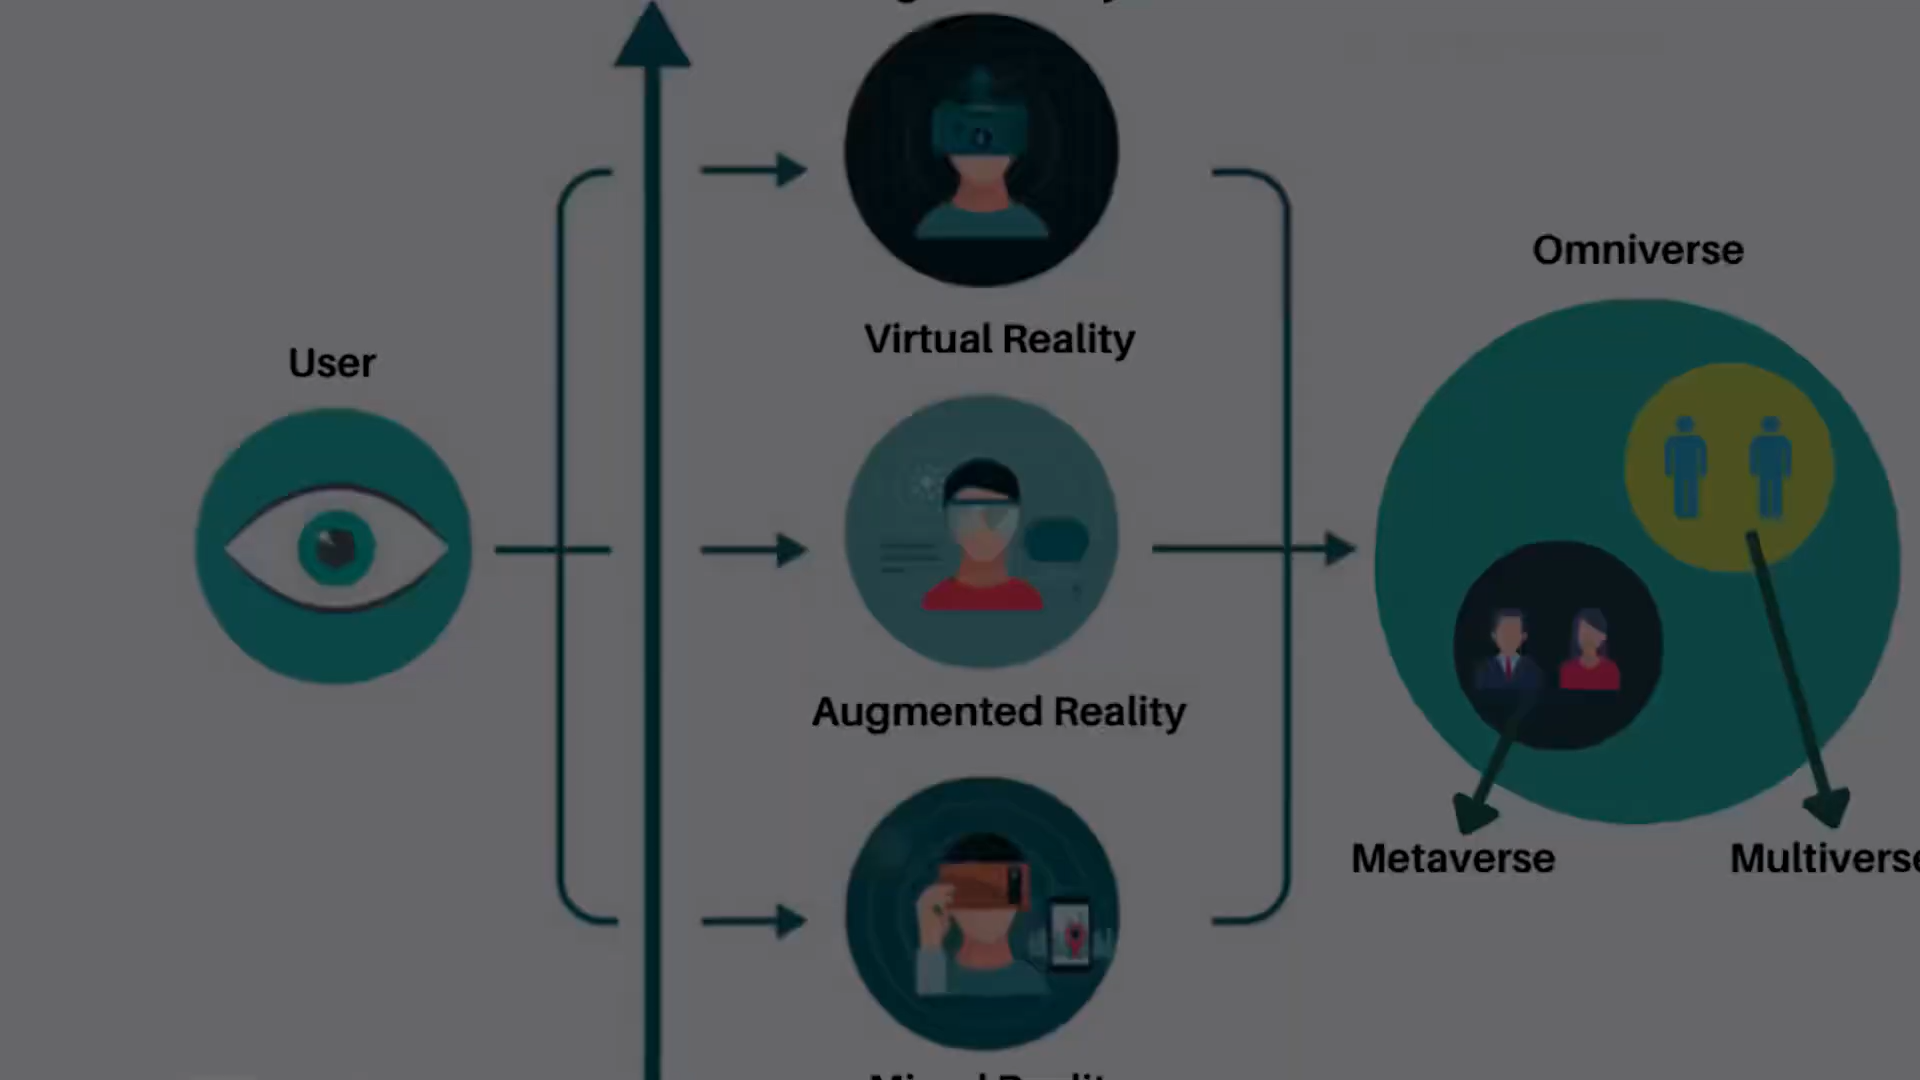 User
Virtual Reality
Augmented Reality
Omniverse
Metaverse
Multiverse